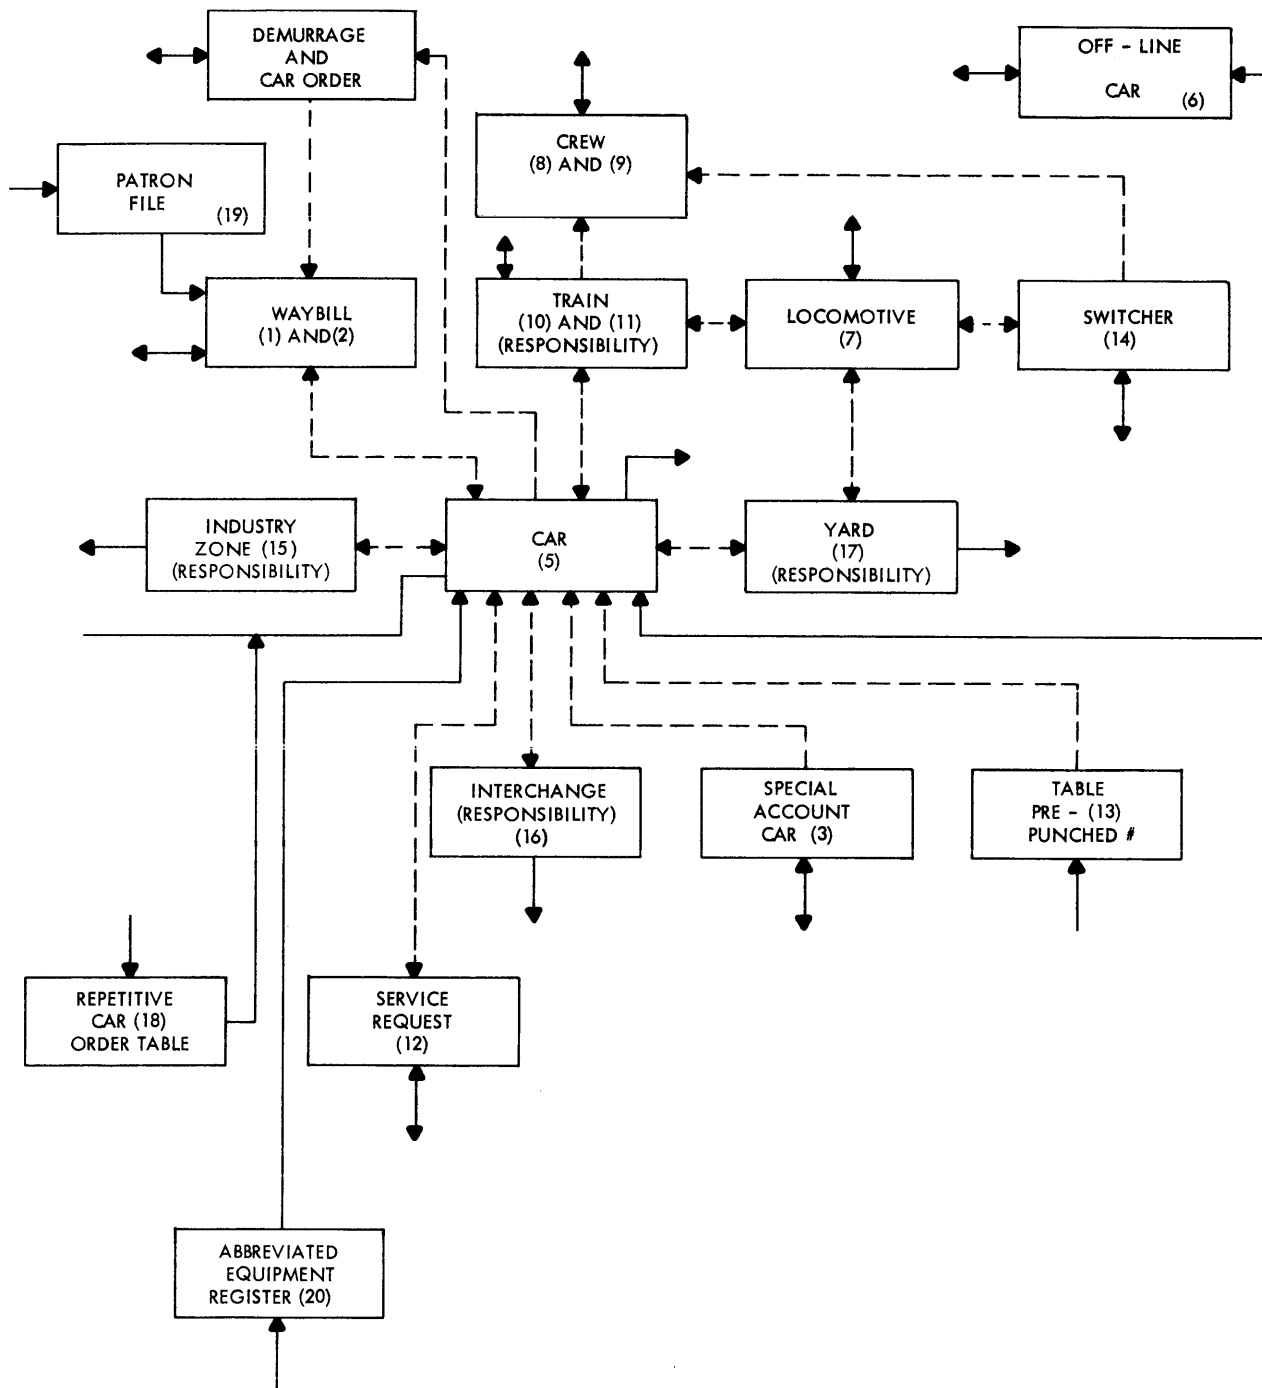 DEMURRAGE
AND
CAR ORDER
OFF - LINE
CAR (6)
CREW
(8) AND (9)
PATRON
FILE
(19)
WAYBILL
(1) AND(2)
TRAIN
(10) AND (11)
(RESPONSIBILITY)
LOCOMOTIVE
(7)
SWITCHER
(14)
INDUSTRY
ZONE (15)
(RESPONSIBILITY)
CAR
(5)
YARD
(17)
(RESPONSIBILITY)
INTERCHANGE
(RESPONSIBILITY)
(16)
SPECIAL
ACCOUNT
CAR (3)
TABLE
PRE - (13)
PUNCHED #
REPETITIVE
CAR (18)
ORDER TABLE
SERVICE
REQUEST
(12)
ABBREVIATED
EQUIPMENT
REGISTER (20)